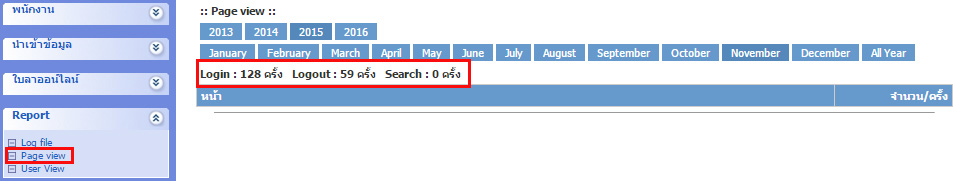 พนักงาน
นำเข้าข้อมูล
ใบลาออนไลน์
Report
Log file
Page view
User View
:: Page view ::
2013 2014 2015 2016
January February March April May June July August September October November December All Year
Login : 128 ครั้ง Logout : 59 ครั้ง Search : 0 ครั้ง
หน้า จำนวน/ครั้ง